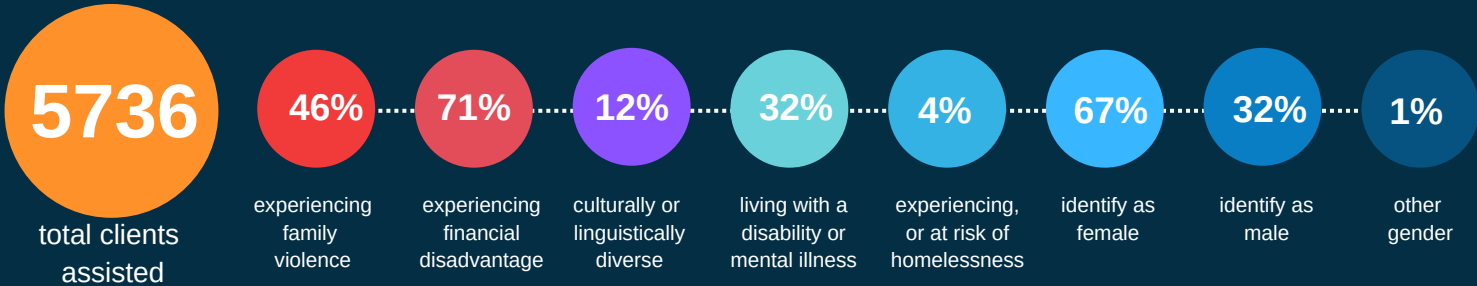 5736
total clients
assisted
46%
experiencing
family
violence
71%
experiencing
financial
disadvantage
12%
culturally or
linguistically
diverse
32%
living with a
disability or
mental illness
4%
experiencing,
or at risk of
homelessness
67%
identify as
female
32%
identify as
male
1%
other
gender